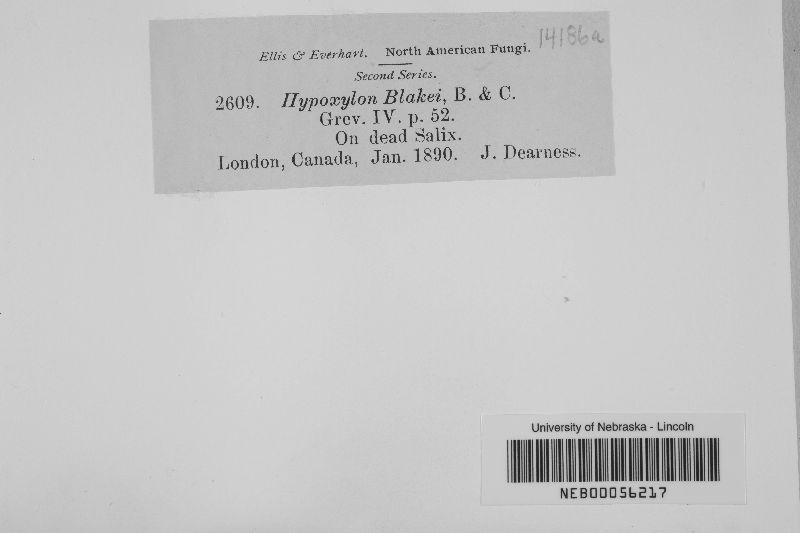 14186a
Ellis & Everhart. North American Fungi.
Second Series.
2609. Hypoxylon Blakei, B. & C.
Grev. IV. p. 52.
On dead Salix.
London, Canada, Jan. 1890. J. Dearness.
University of Nebraska - Lincoln
NEB00056217